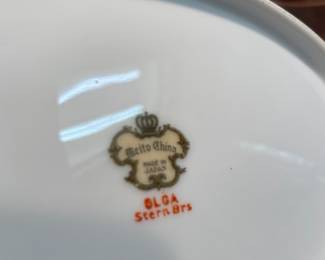 Meito China
MADE IN
JAPAN
OLGA
Stern Brs